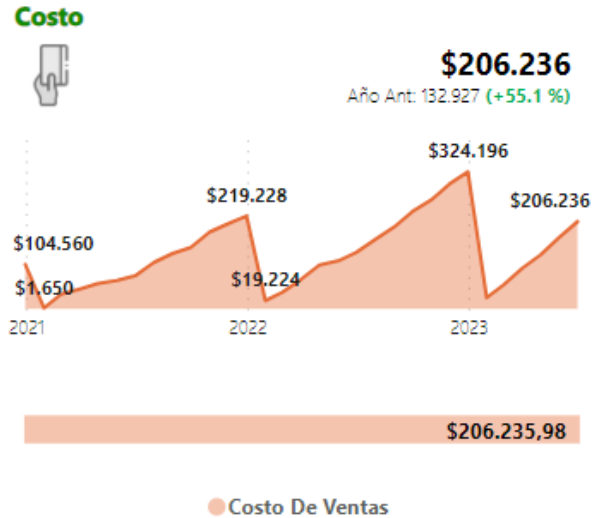 Costo
$206.236
Año Ant: 132.927 (+55.1 %)
$324.196
$219.228
$206.236
$104.560
$1.650
$19.224
2021 2022 2023
$206.235,98
Costo De Ventas